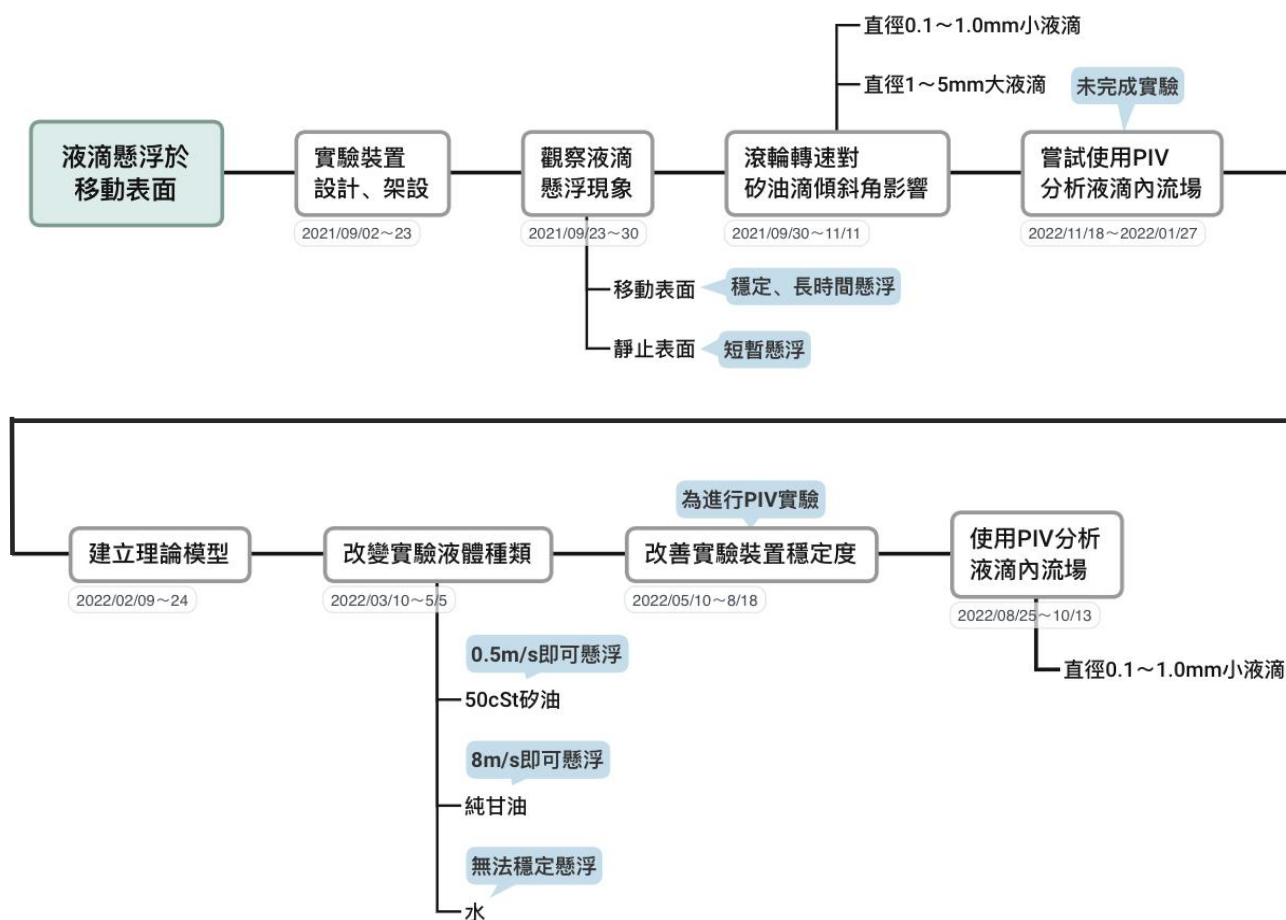 直徑0.1～1.0mm小液滴
直徑1～5mm大液滴
未完成實驗
液滴懸浮於
移動表面
實驗裝置
設計、架設
2021/09/02～23
觀察液滴
懸浮現象
2021/09/23～30
滾輪轉速對
矽油滴傾斜角影響
2021/09/30～11/11
嘗試使用PIV
分析液滴內流場
2022/11/18～2022/01/27
移動表面
穩定、長時間懸浮
靜止表面
短暫懸浮
建立理論模型
2022/02/09～24
改變實驗液體種類
2022/03/10～5/5
為進行PIV實驗
改善實驗裝置穩定度
2022/05/10～8/18
使用PIV分析
液滴內流場
2022/08/25～10/13
直徑0.1～1.0mm小液滴
0.5m/s即可懸浮
50cSt矽油
8m/s即可懸浮
純甘油
無法穩定懸浮
水